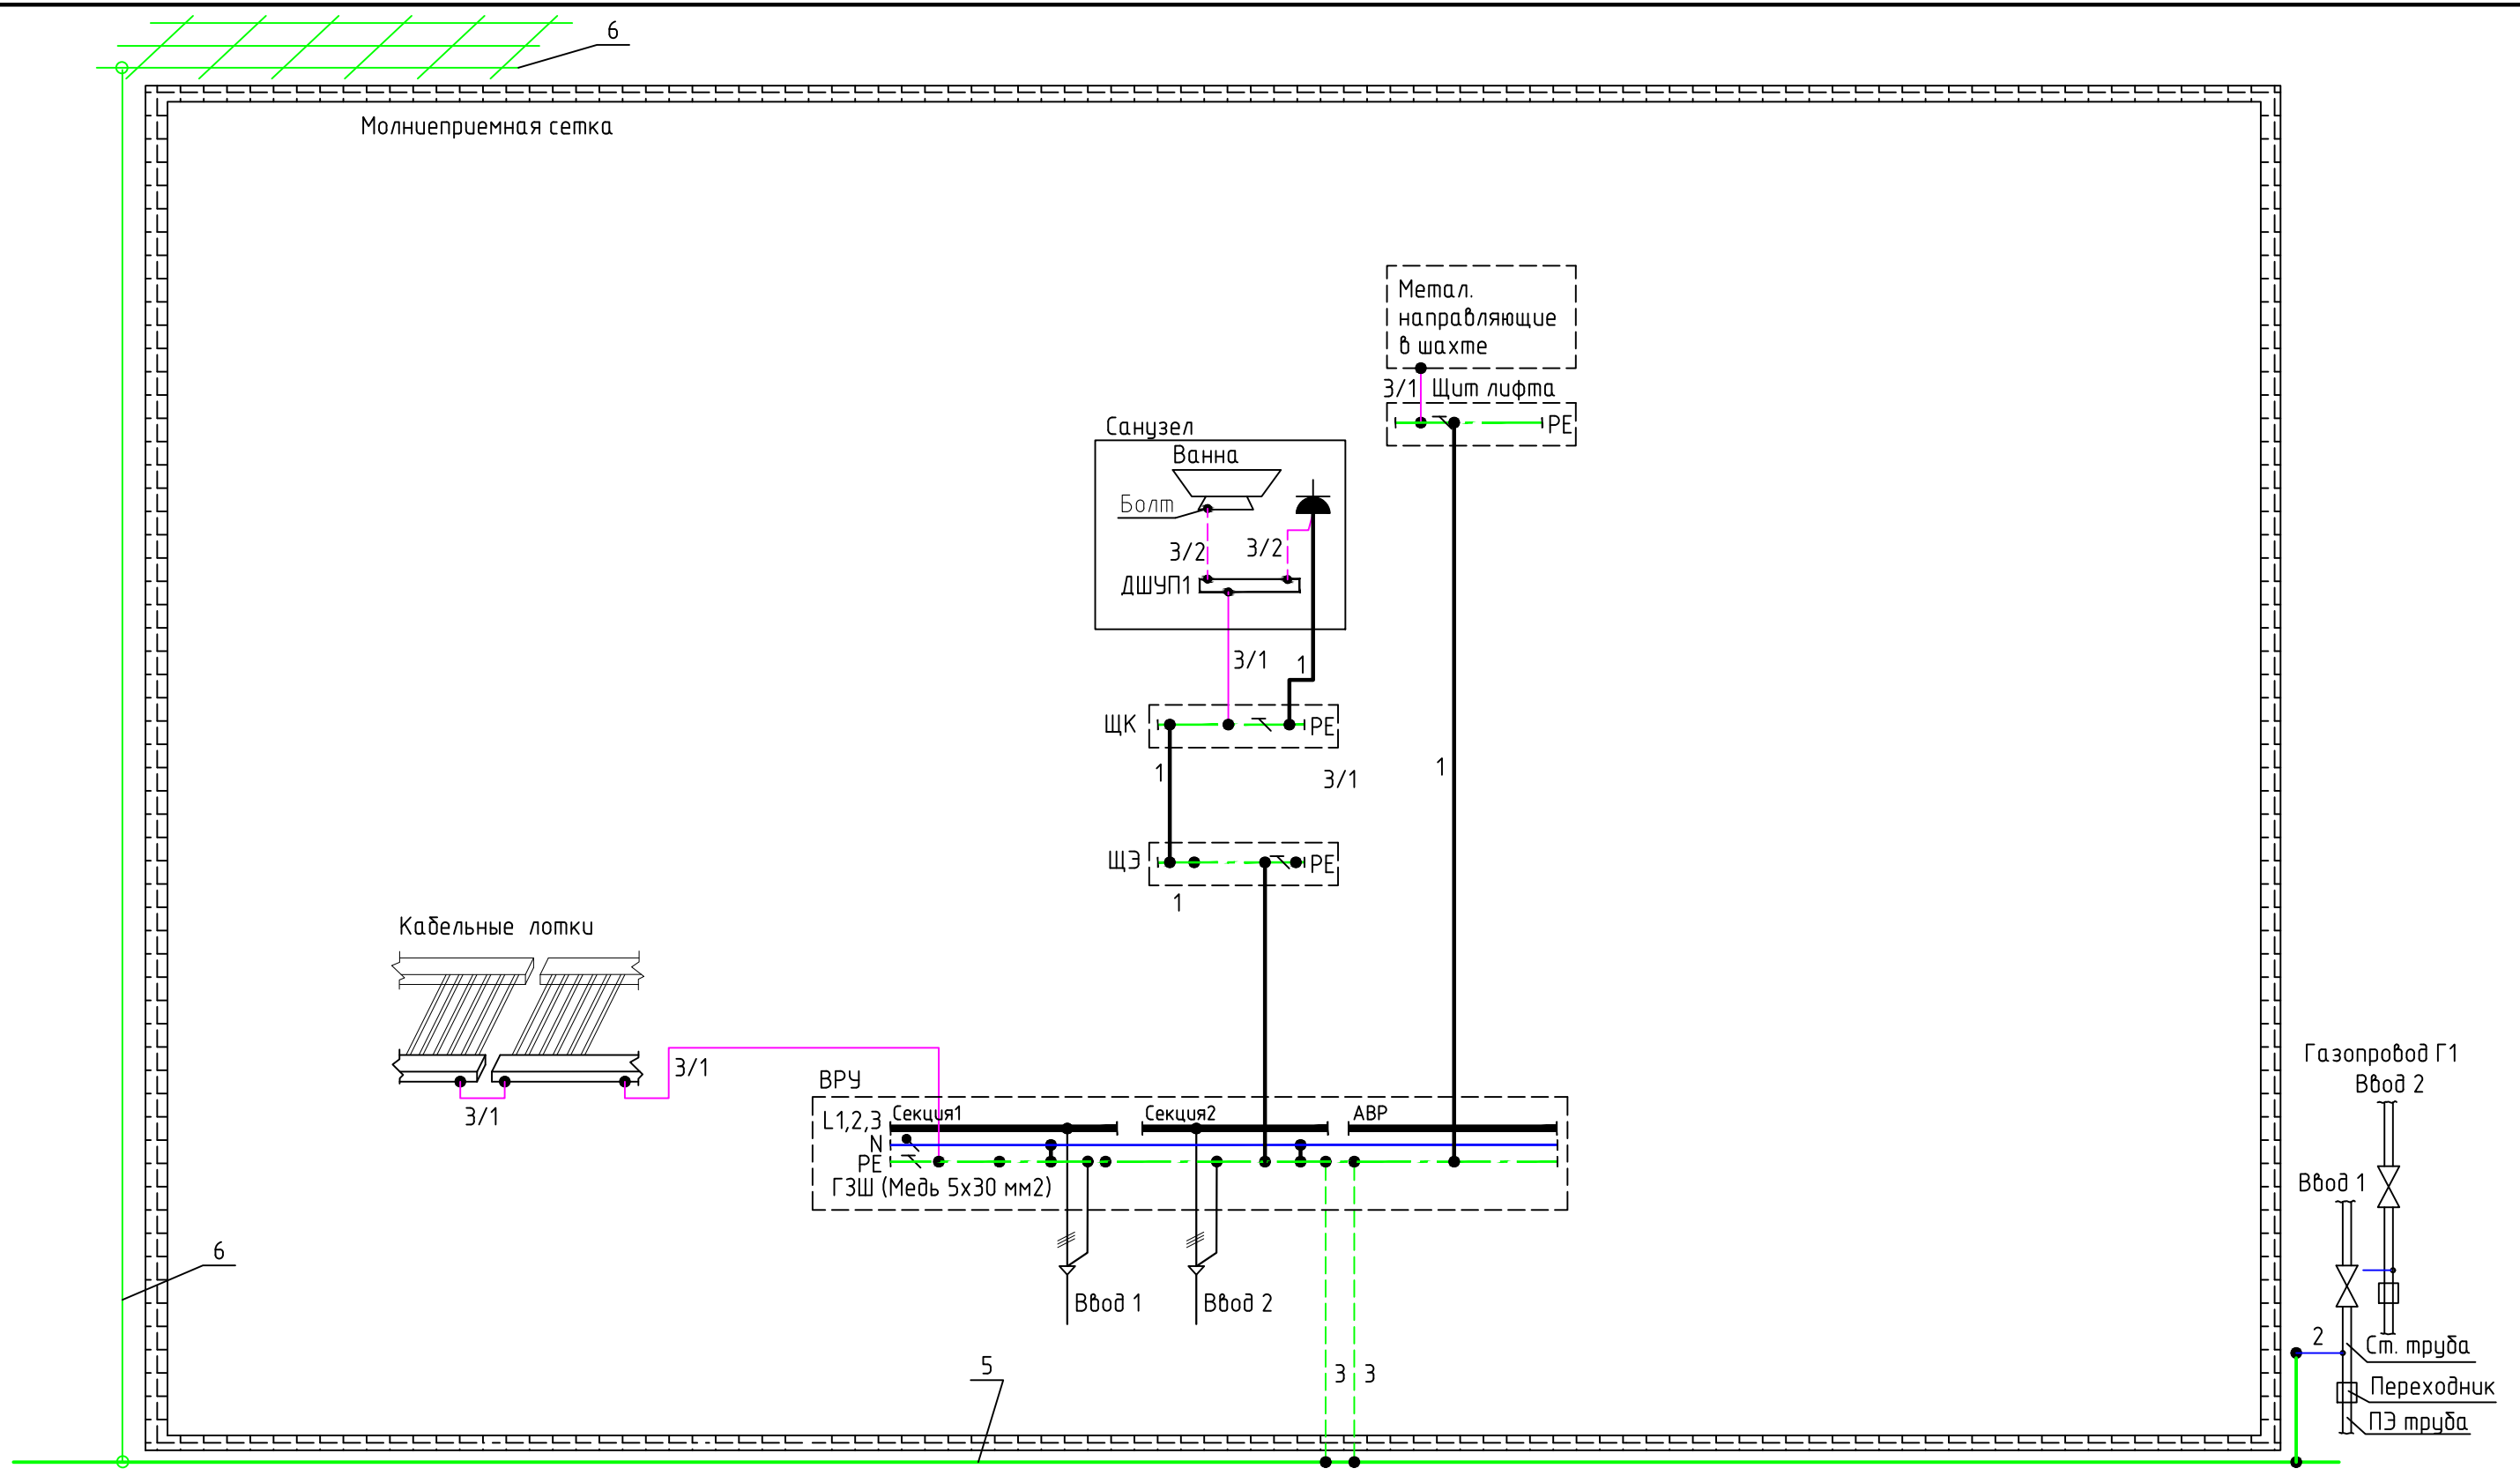 6
Молниеприемная сетка
Метал.
направляющие
в шахте
3/1 Щит лифта
PE
Санузел
Ванна
Болт
3/2 3/2
ДШУП1
3/1 1
ЩК PE
1 3/1 1
ЩЭ PE
1
Кабельные лотки
3/1
3/1
ВРУ
L1,2,3 Секция1 Секция2 АВР
N
PE
ГЗШ (Медь 5х30 мм2)
Ввод 1 Ввод 2
6
5
3 3
Газопровод Г1
Ввод 2
Ввод 1
2 Ст. труба
Переходник
ПЭ труба